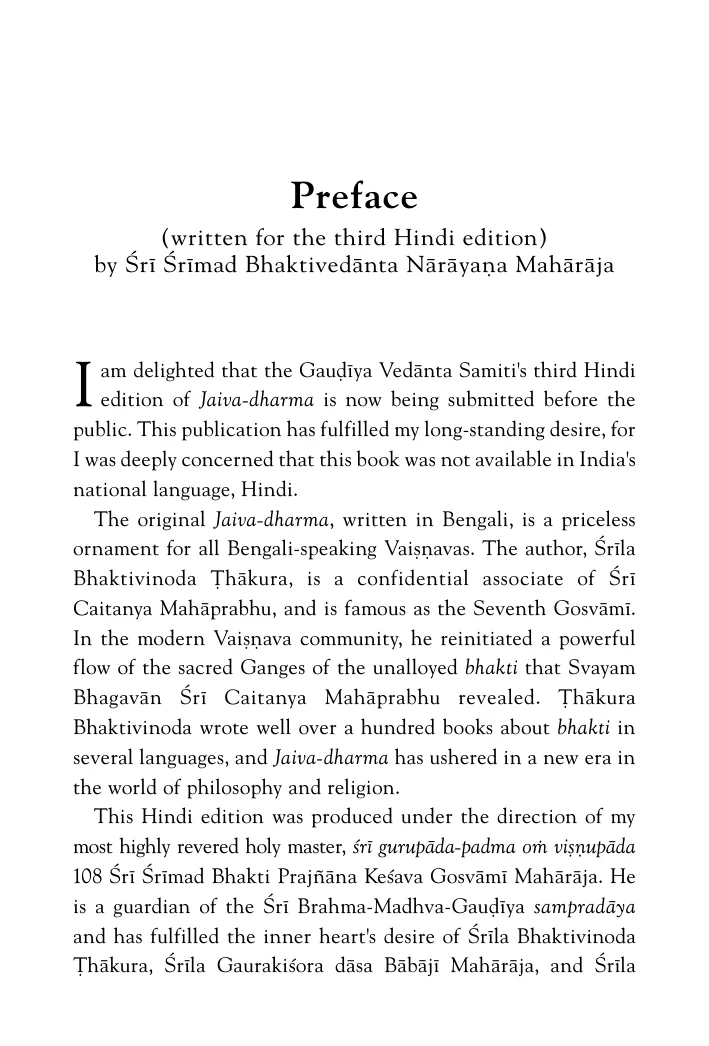 Preface
(written for the third Hindi edition)
by Śrī Śrīmad Bhaktivedānta Nārāyaṇa Mahārāja
I am delighted that the Gauḍīya Vedānta Samiti's third Hindi
edition of Jaiva-dharma is now being submitted before the
public. This publication has fulfilled my long-standing desire, for
I was deeply concerned that this book was not available in India's
national language, Hindi.
The original Jaiva-dharma, written in Bengali, is a priceless
ornament for all Bengali-speaking Vaiṣṇavas. The author, Śrīla
Bhaktivinoda Ṭhākura, is a confidential associate of Śrī
Caitanya Mahāprabhu, and is famous as the Seventh Gosvāmī.
In the modern Vaiṣṇava community, he reinitiated a powerful
flow of the sacred Ganges of the unalloyed bhakti that Svayam
Bhagavān Śrī Caitanya Mahāprabhu revealed. Ṭhākura
Bhaktivinoda wrote well over a hundred books about bhakti in
several languages, and Jaiva-dharma has ushered in a new era in
the world of philosophy and religion.
This Hindi edition was produced under the direction of my
most highly revered holy master, śrī gurupāda-padma oṁ viṣṇupāda
108 Śrī Śrīmad Bhakti Prajñāna Keśava Gosvāmī Mahārāja. He
is a guardian of the Śrī Brahma-Madhva-Gauḍīya sampradāya
and has fulfilled the inner heart's desire of Śrīla Bhaktivinoda
Ṭhākura, Śrīla Gaurakiśora dāsa Bābājī Mahārāja, and Śrīla